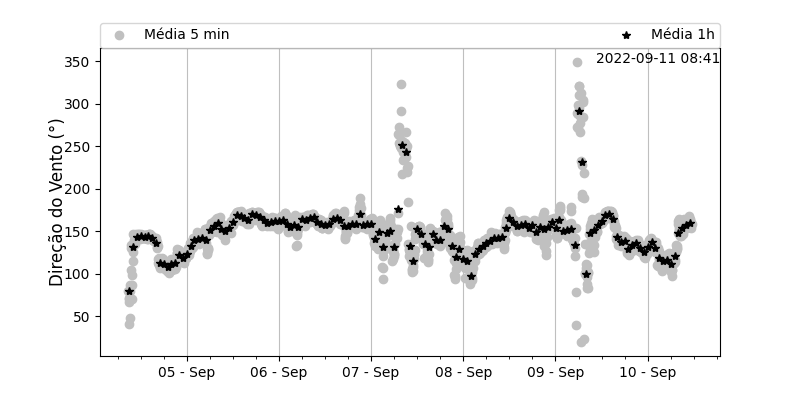 Média 5 min
Média 1h
2022-09-11 08:41
Direção do Vento (°)
350
300
250
200
150
100
50
05 - Sep
06 - Sep
07 - Sep
08 - Sep
09 - Sep
10 - Sep